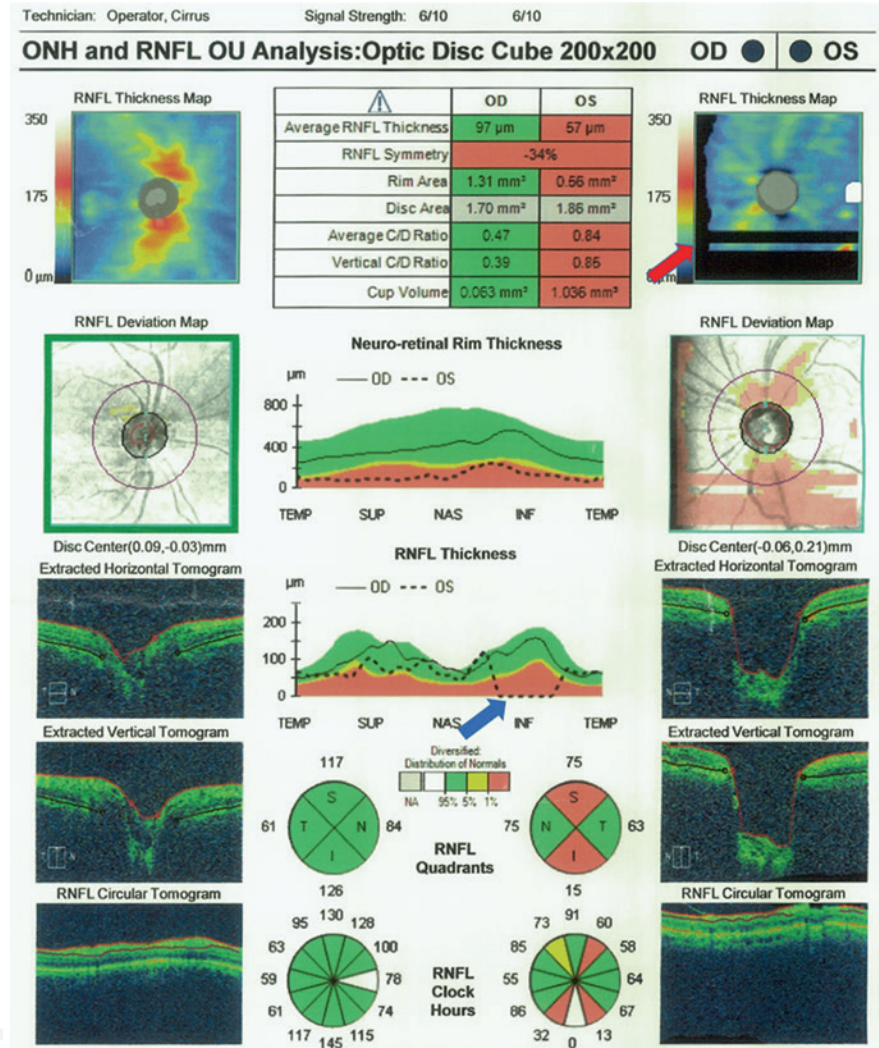 Technician: Operator, Cirrus Signal Strength: 6/10 6/10
ONH and RNFL OU Analysis:Optic Disc Cube 200x200 OD OS
RNFL Thickness Map
350
175
0 µm
OD OS
Average RNFL Thickness 97 µm 57 µm
RNFL Symmetry -34%
Rim Area 1.31 mm² 0.56 mm²
Disc Area 1.70 mm² 1.86 mm²
Average C/D Ratio 0.47 0.84
Vertical C/D Ratio 0.39 0.85
Cup Volume 0.063 mm³ 1.036 mm³
RNFL Thickness Map
350
175
µm
RNFL Deviation Map
Disc Center(0.09,-0.03)mm
Neuro-retinal Rim Thickness
µm OD OS
800
400
0
TEMP SUP NAS INF TEMP
RNFL Deviation Map
Disc Center(-0.06,0.21)mm
Extracted Horizontal Tomogram
T N
RNFL Thickness
µm OD OS
200
100
0
TEMP SUP NAS INF TEMP
Extracted Horizontal Tomogram
N T
Extracted Vertical Tomogram
T N
Diversified:
Distribution of Normals
NA 95% 5% 1%
117
S
61 T N 84
I
126
RNFL
Quadrants
75
S
75 N T 63
I
15
Extracted Vertical Tomogram
N T
RNFL Circular Tomogram
130
95 128
63 100
59 78
61 74
117 115
145
RNFL
Clock
Hours
91
73 60
85 58
55 64
86 67
32 13
0
RNFL Circular Tomogram